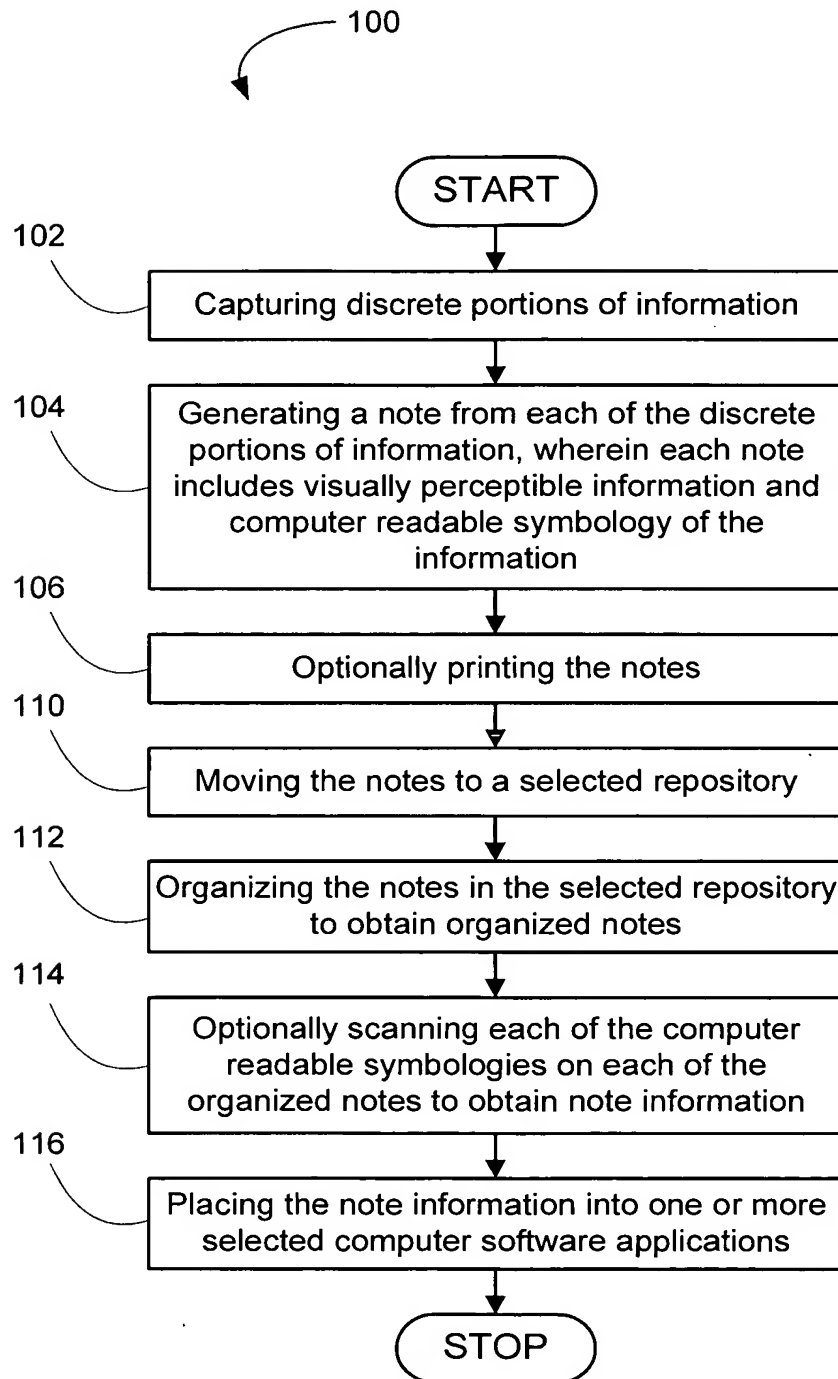 100
START
102
Capturing discrete portions of information
104
Generating a note from each of the discrete
portions of information, wherein each note
includes visually perceptible information and
computer readable symbology of the
information
106
Optionally printing the notes
110
Moving the notes to a selected repository
112
Organizing the notes in the selected repository
to obtain organized notes
114
Optionally scanning each of the computer
readable symbologies on each of the
organized notes to obtain note information
116
Placing the note information into one or more
selected computer software applications
STOP